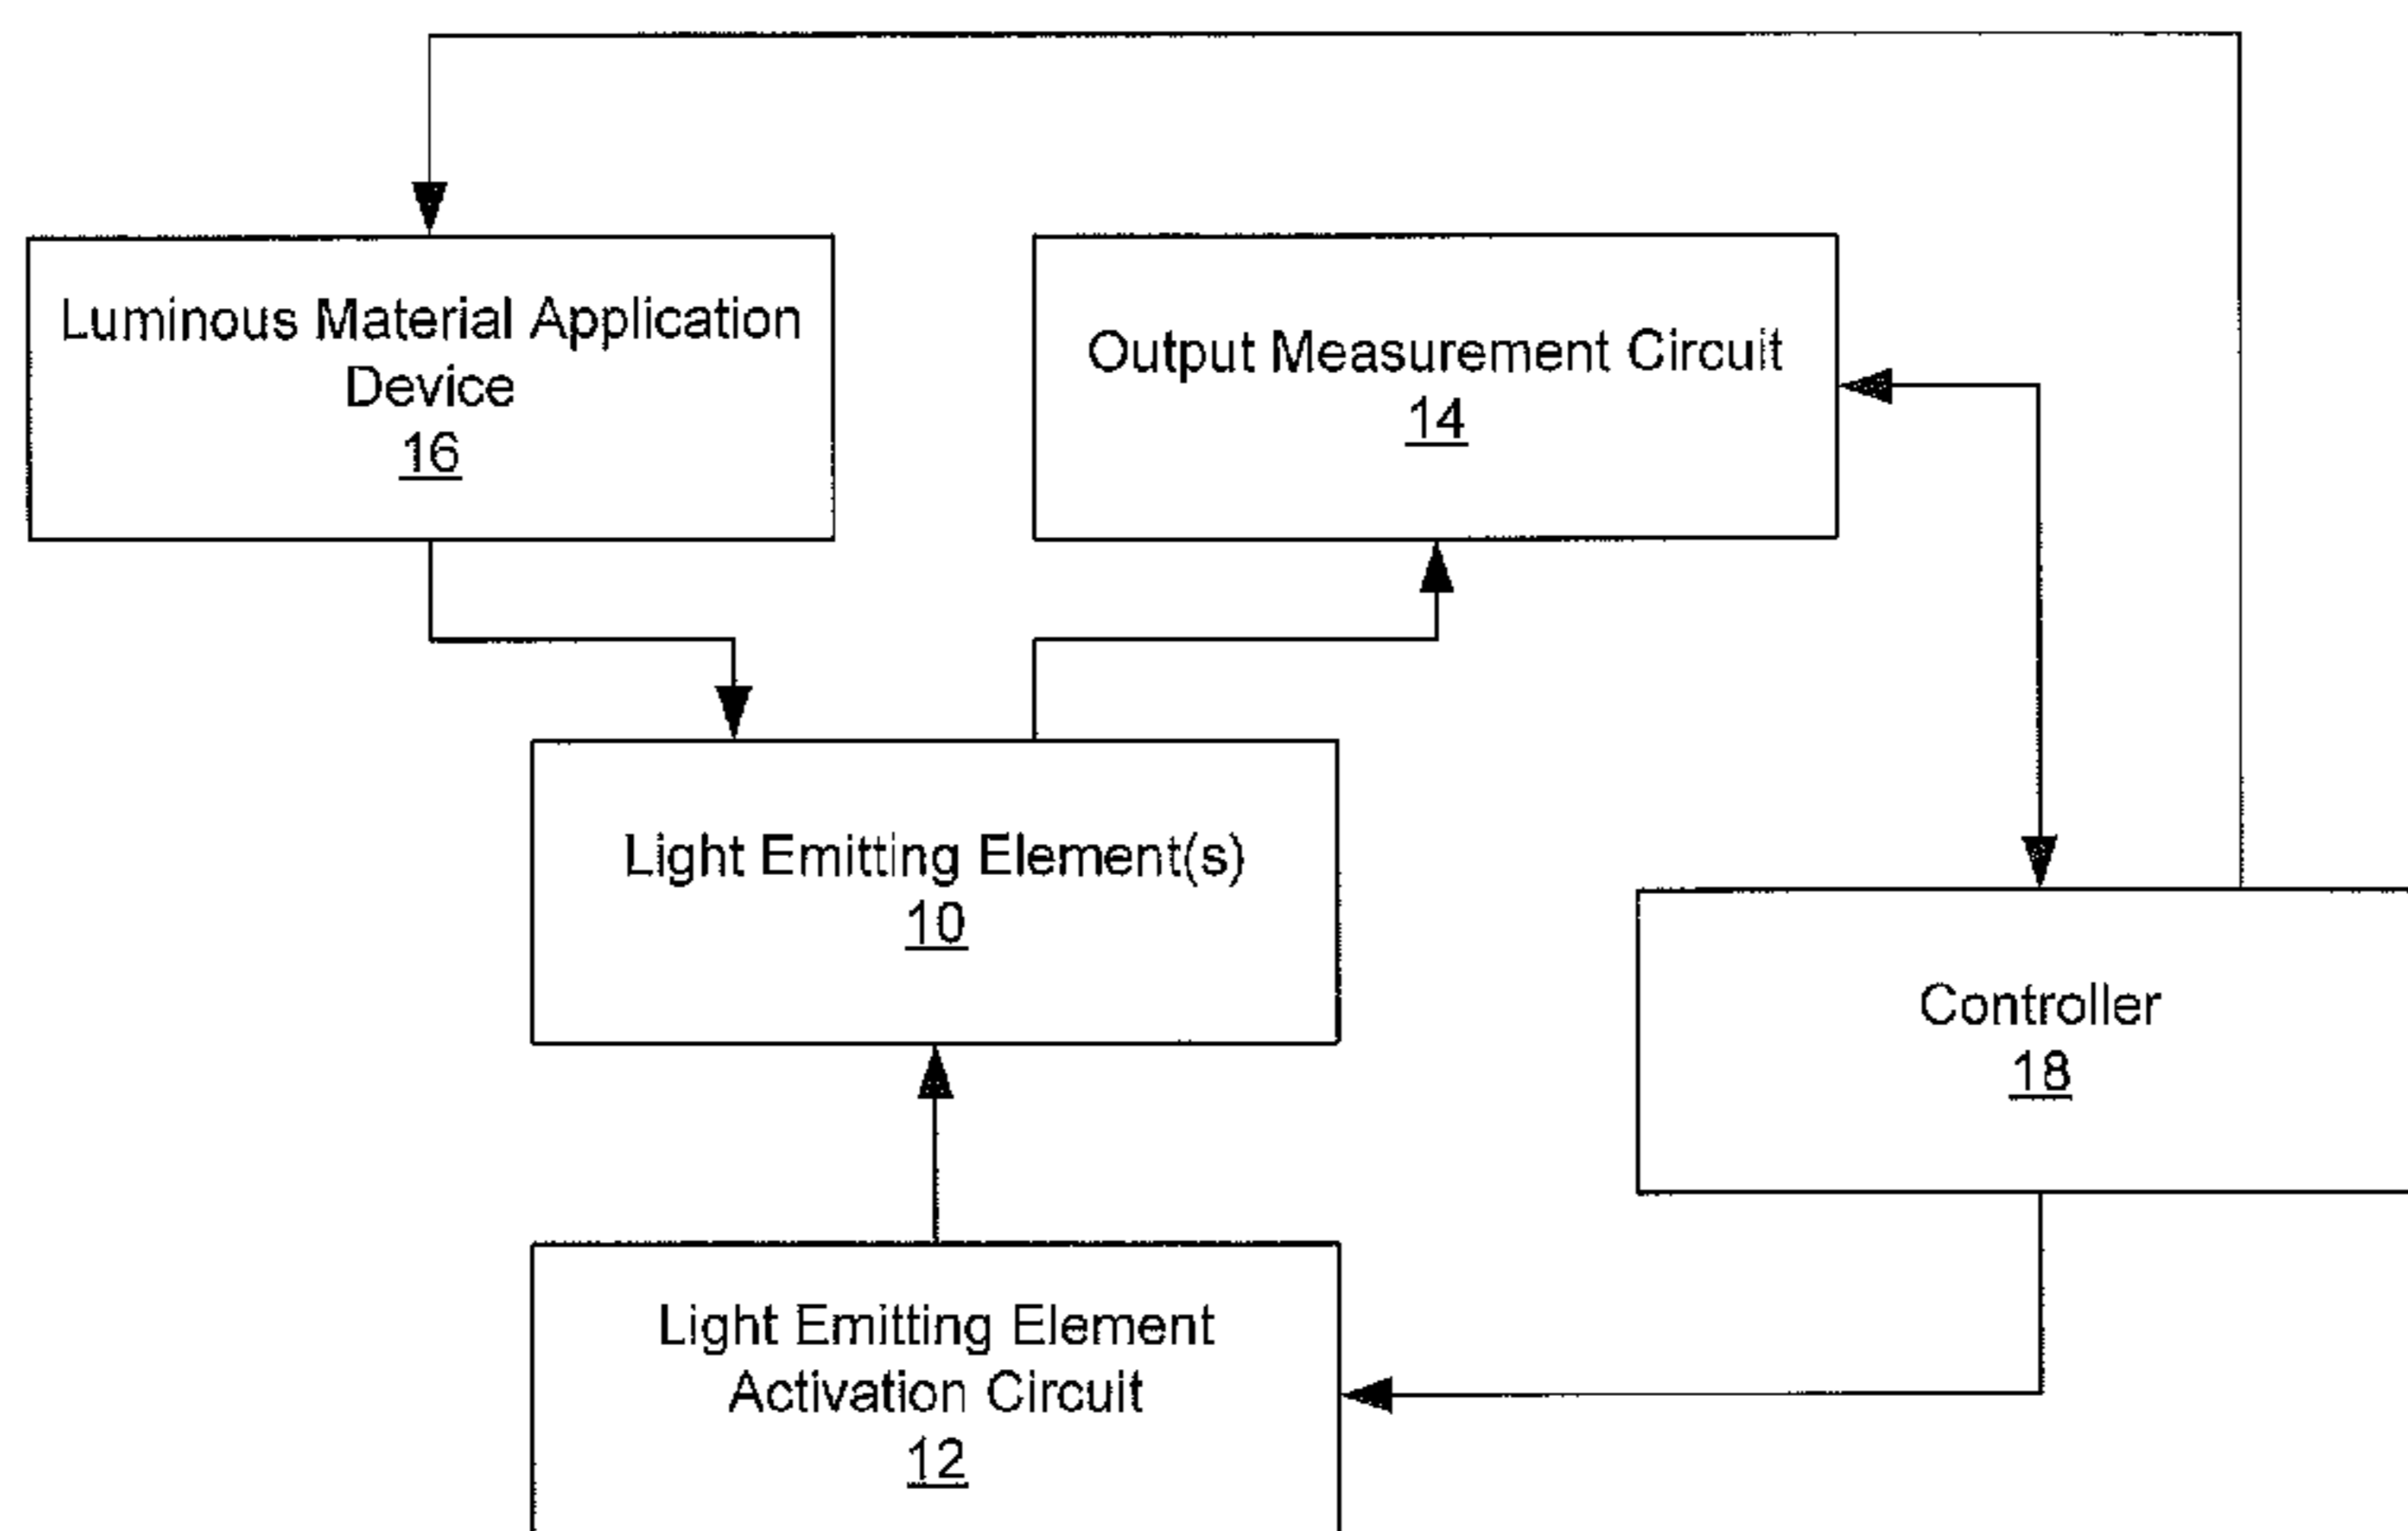 Luminous Material Application
Device
16
Output Measurement Circuit
14
Light Emitting Element(s)
10
Controller
18
Light Emitting Element
Activation Circuit
12